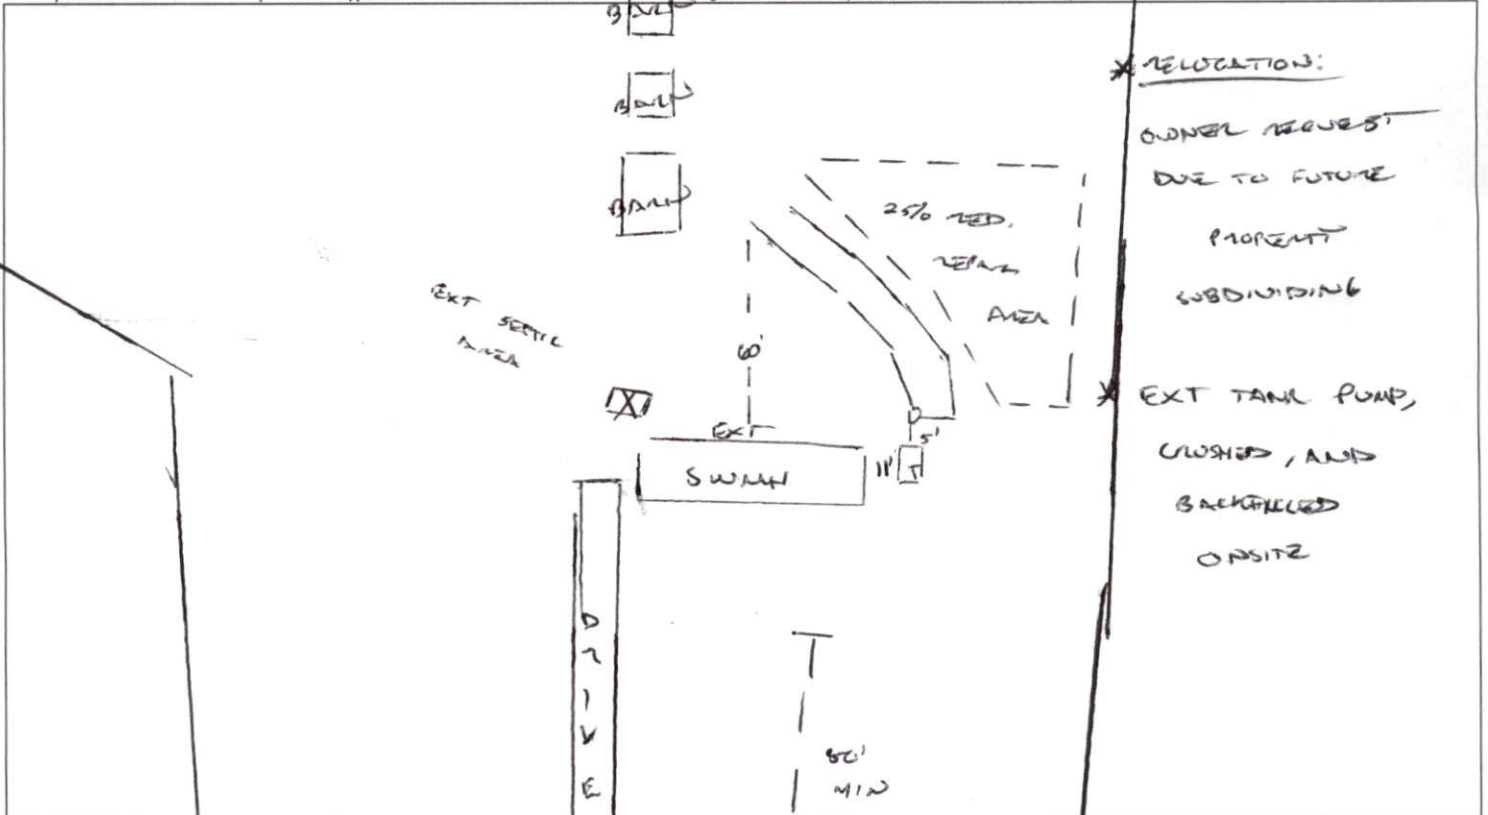 BARN
BARN
BARN
25% RED.
REPAIR
AREA
EXT SEPTIC
AREA
60'
EXT
SWMH
5'
11'
T
DRIVE
50'
MIN
* RELOCATION:
OWNER REQUEST
DUE TO FUTURE
PROPERTY
SUBDIVIDING
* EXT TANK PUMP,
CRUSHED, AND
BACKFILLED
ONSITE